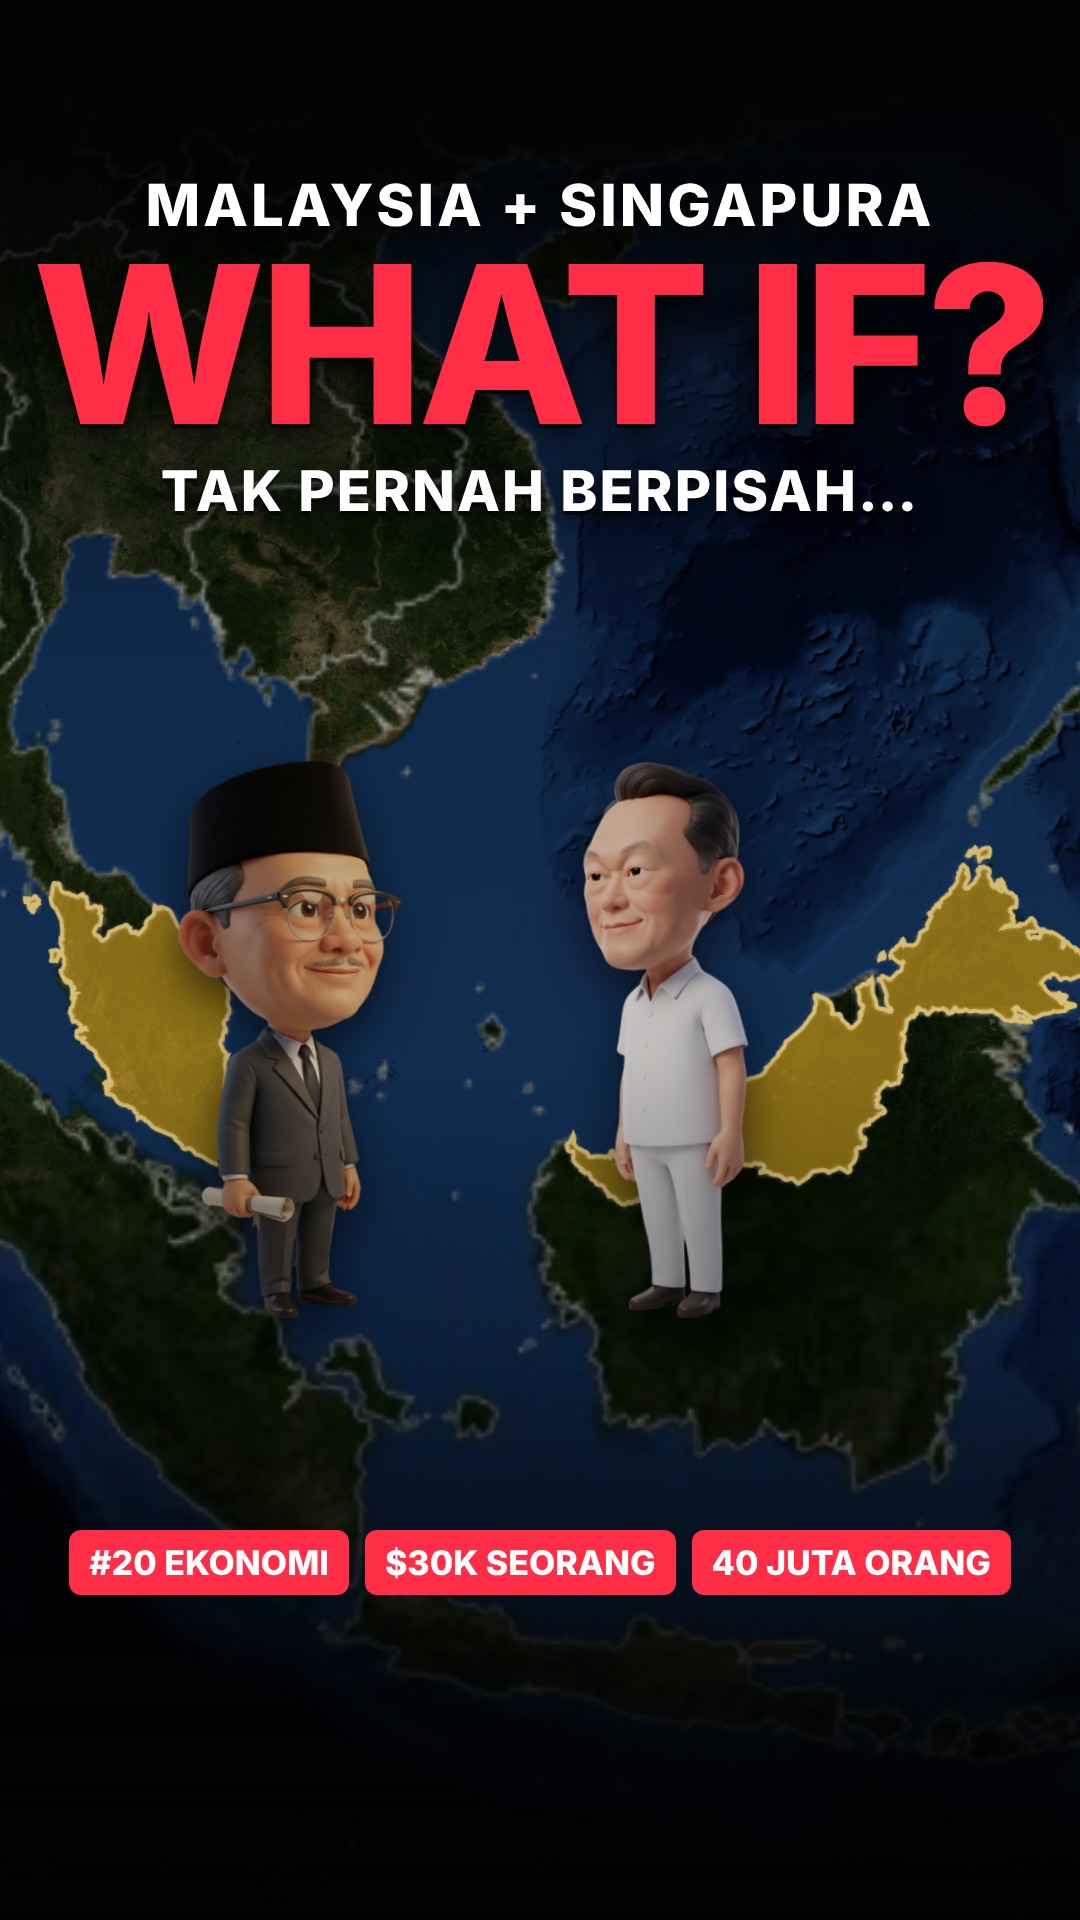 MALAYSIA + SINGAPURA
WHAT IF?
TAK PERNAH BERPISAH...
#20 EKONOMI
$30K SEORANG
40 JUTA ORANG